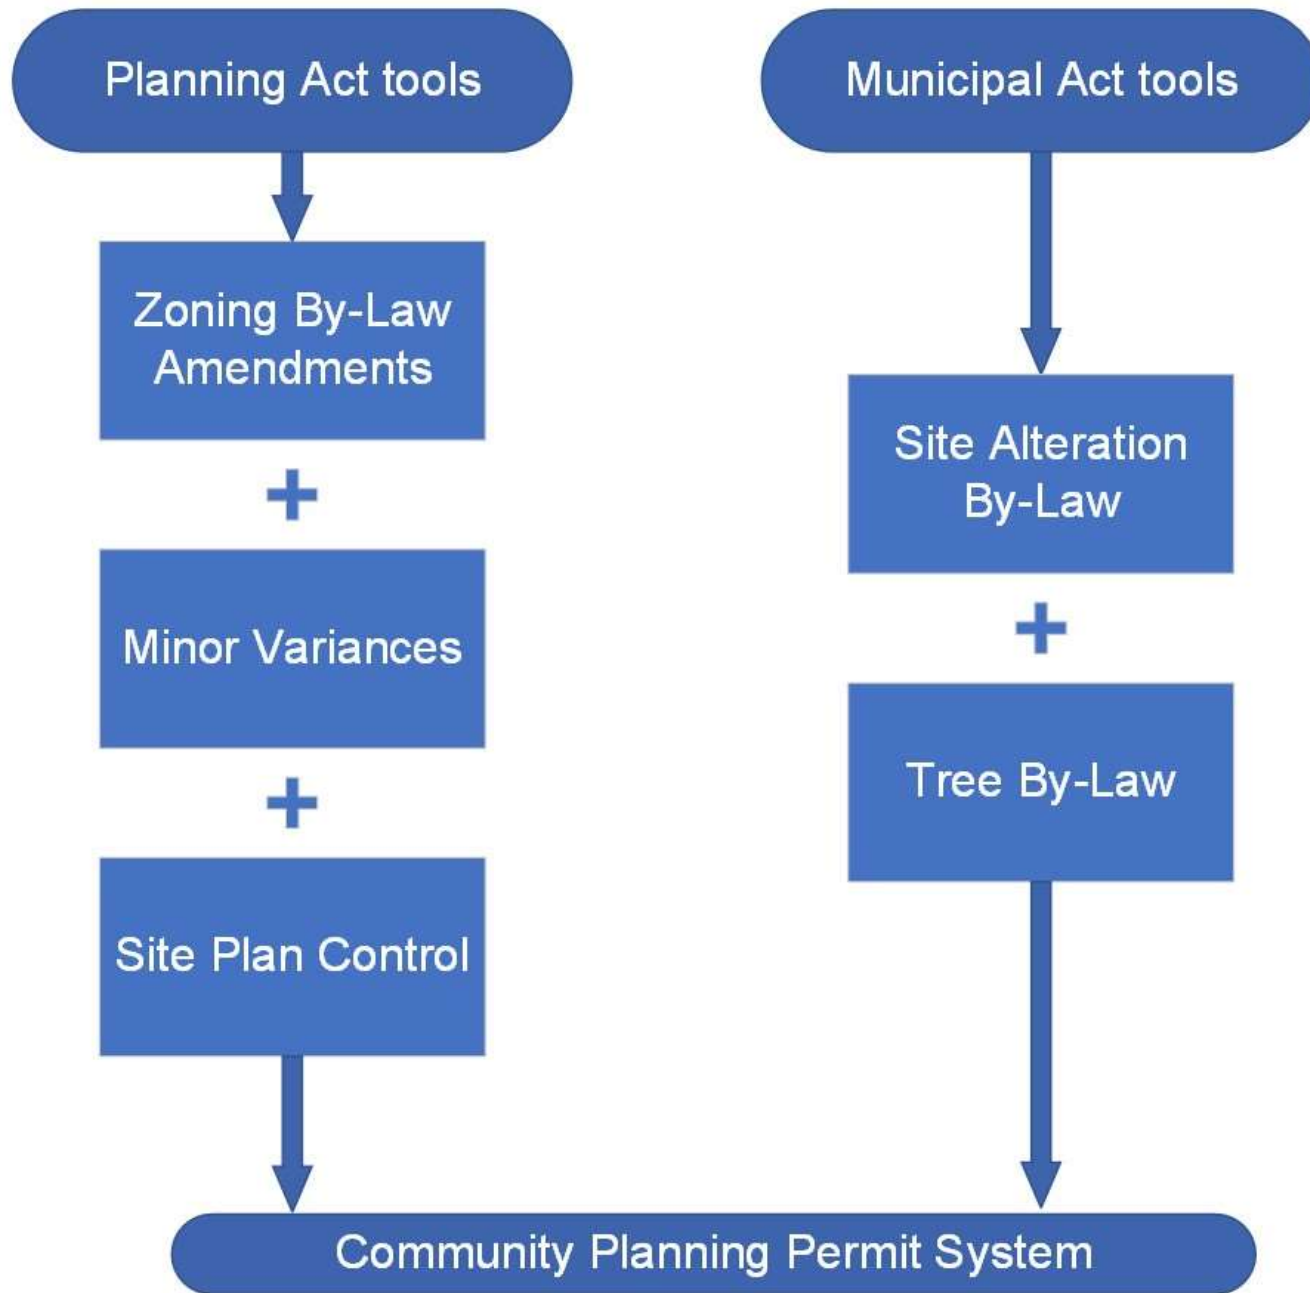 Planning Act tools
Municipal Act tools
Zoning By-Law
Amendments
+
Minor Variances
+
Site Plan Control
Site Alteration
By-Law
+
Tree By-Law
Community Planning Permit System